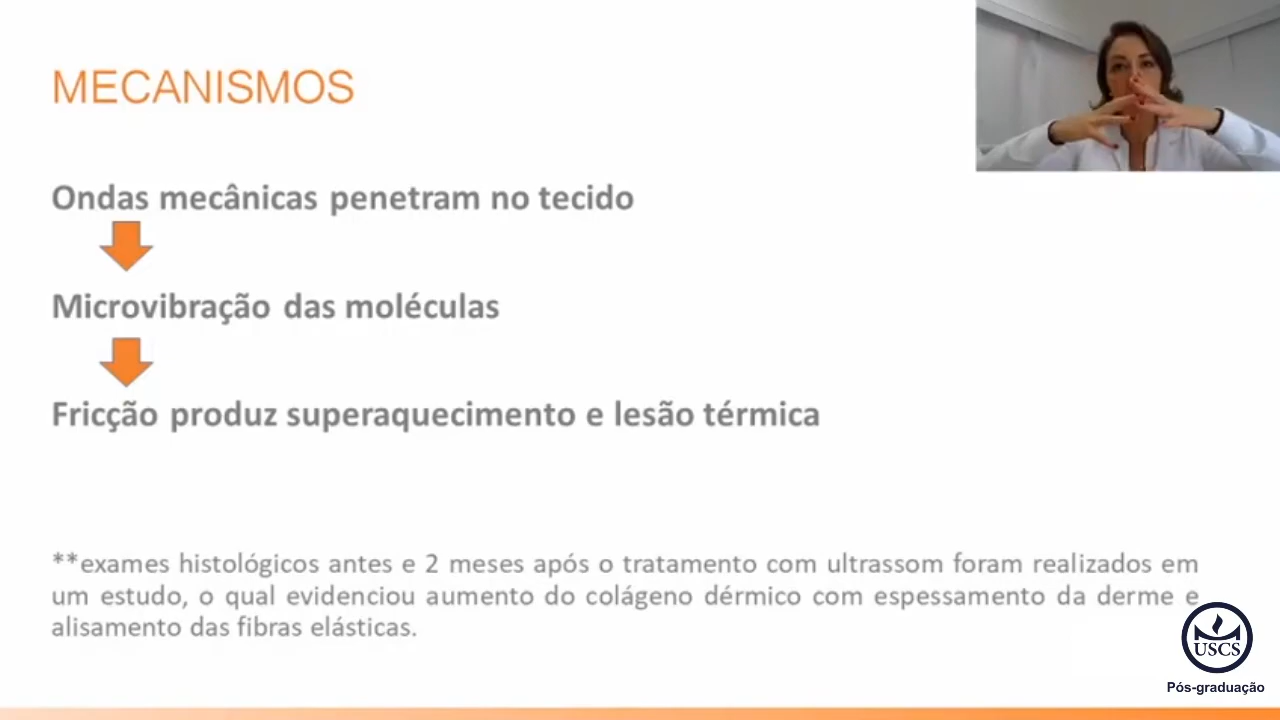 MECANISMOS
Ondas mecânicas penetram no tecido
Microvibração das moléculas
Fricção produz superaquecimento e lesão térmica
**exames histológicos antes e 2 meses após o tratamento com ultrassom foram realizados em
um estudo, o qual evidenciou aumento do colágeno dérmico com espessamento da derme e
alisamento das fibras elásticas.
USCS
Pós-graduação